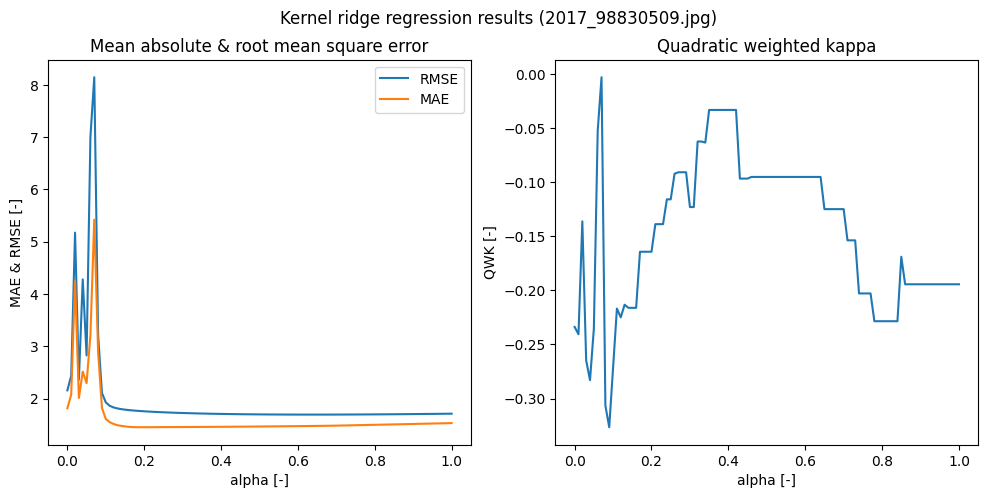 Kernel ridge regression results (2017_98830509.jpg)
Mean absolute & root mean square error
RMSE
MAE
8
7
6
5
4
3
2
MAE & RMSE [-]
0.0 0.2 0.4 0.6 0.8 1.0
alpha [-]
Quadratic weighted kappa
0.00
−0.05
−0.10
−0.15
−0.20
−0.25
−0.30
QWK [-]
0.0 0.2 0.4 0.6 0.8 1.0
alpha [-]